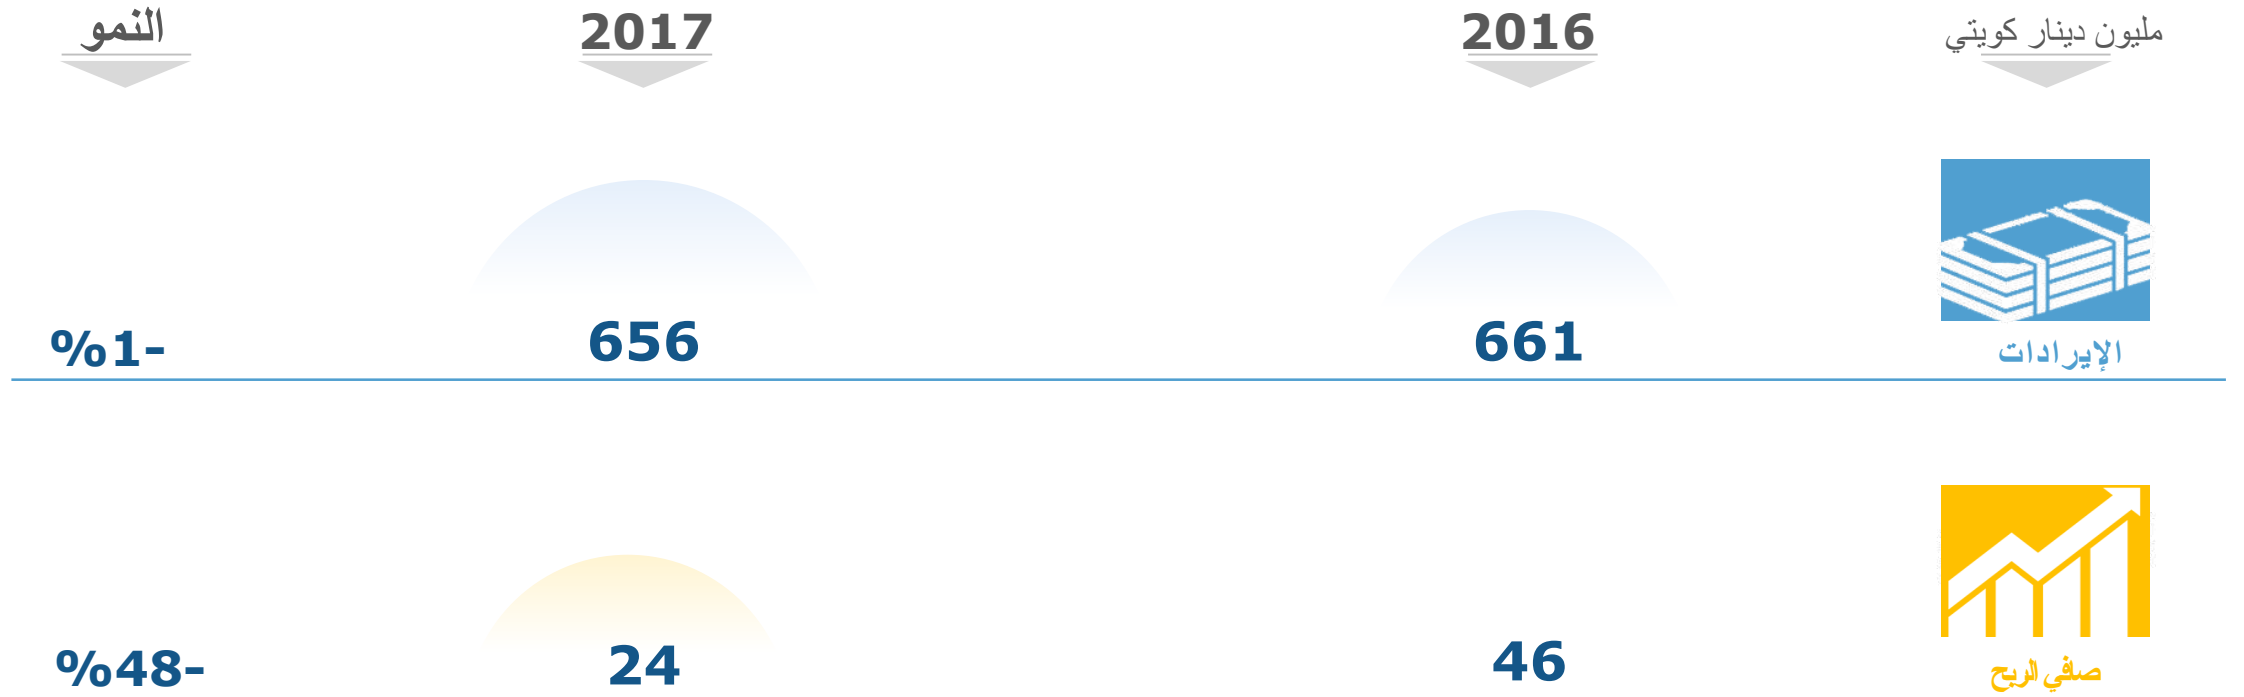 مليون دينار كويتي 2016 2017 النمو
661 656 %1-
الإيرادات
46 24 %48-
صافي الربح